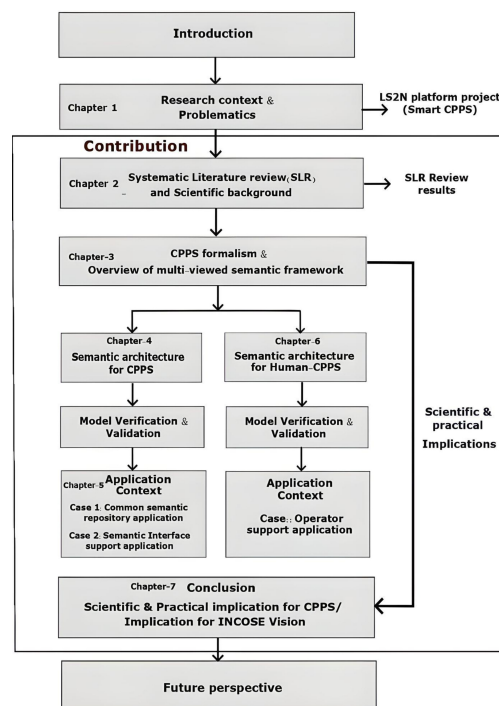 Introduction
Chapter 1
Research context &
Problematics
LS2N platform project
(Smart CPPS)
Contribution
Chapter 2
Systematic Literature review(SLR)
and Scientific background
SLR Review
results
Chapter-3
CPPS formalism &
Overview of multi-viewed semantic framework
Chapter-4
Semantic architecture
for CPPS
Chapter-6
Semantic architecture
for Human-CPPS
Model Verification &
Validation
Model Verification &
Validation
Scientific &
practical
Implications
Chapter-5
Application
Context
Case 1: Common semantic
repository application
Case 2: Semantic Interface
support application
Application
Context
Case:: Operator
support application
Chapter-7 Conclusion
Scientific & Practical implication for CPPS/
Implication for INCOSE Vision
Future perspective